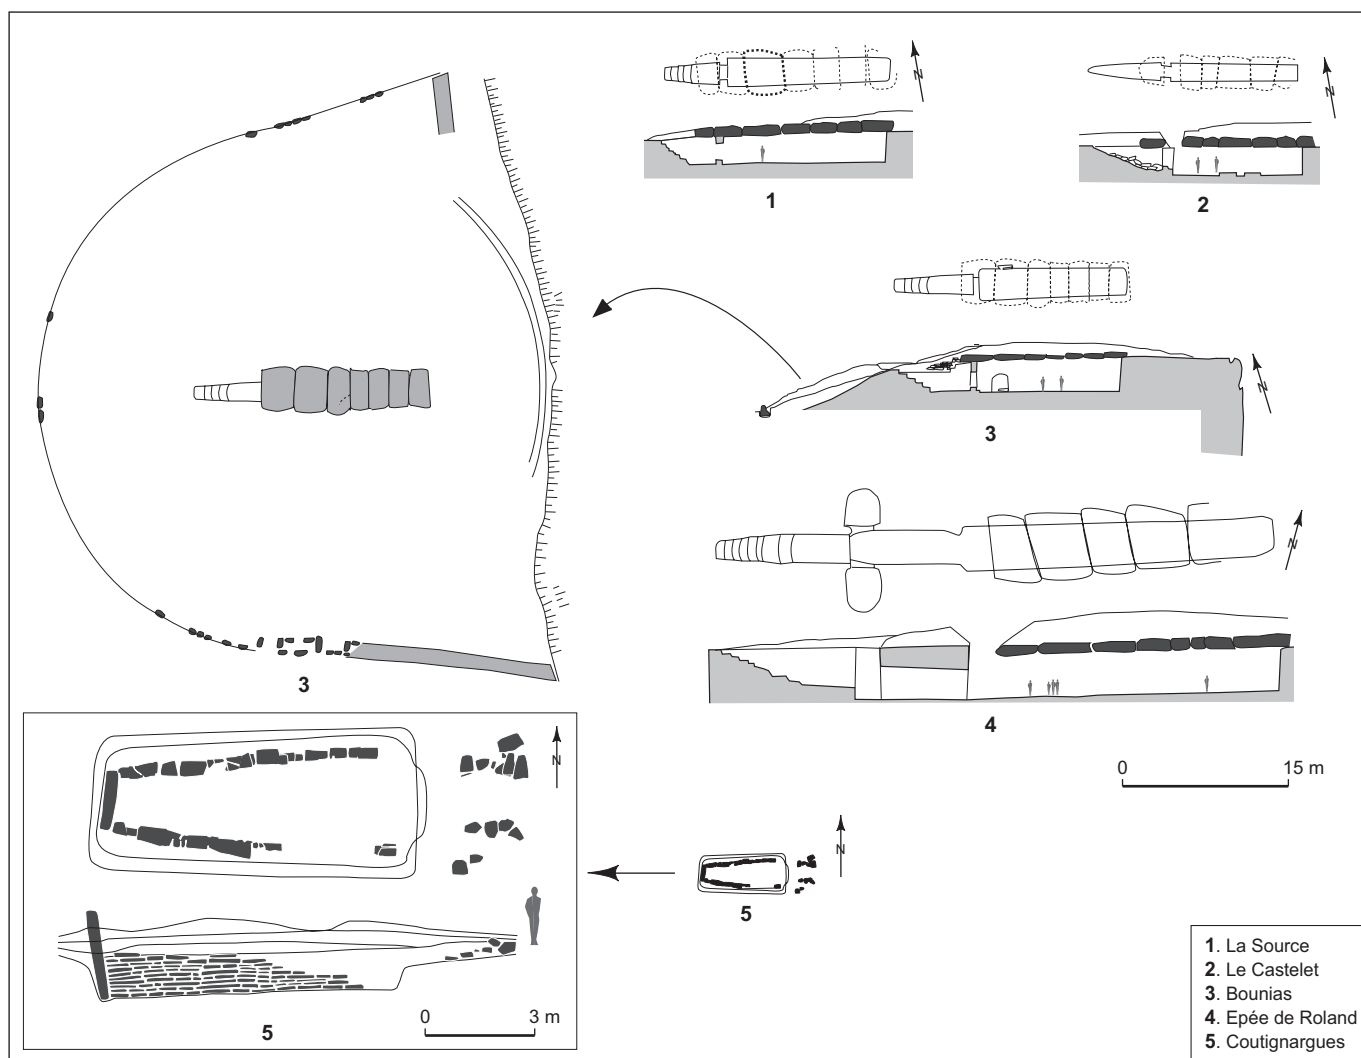 N
1
N
2
N
3
3
N
4
0 15 m
N
N
5
0 3 m
5
1. La Source
2. Le Castelet
3. Bounias
4. Epée de Roland
5. Coutignargues